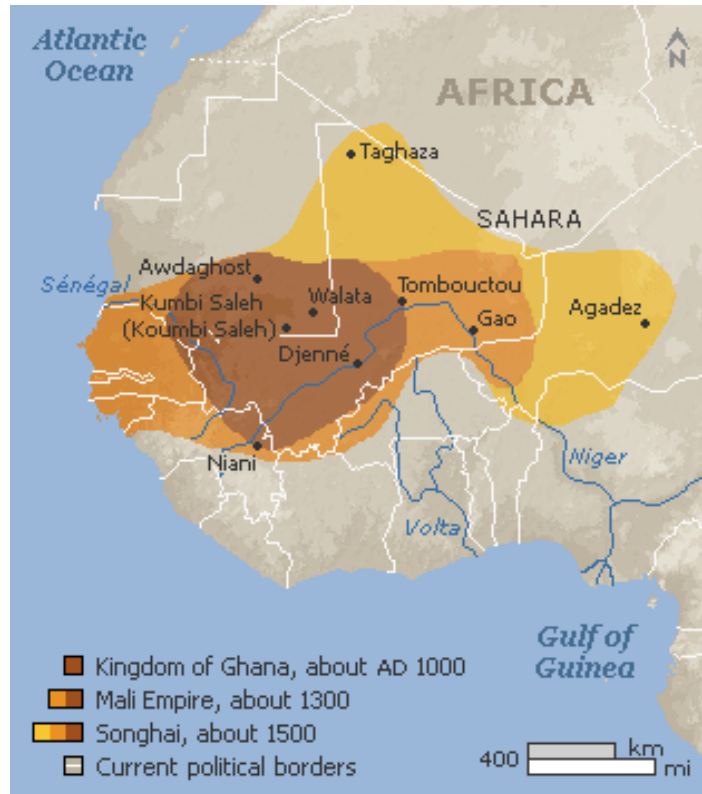 Atlantic
Ocean
N
AFRICA
Taghaza
SAHARA
Awdaghost
Sénégal
Kumbi Saleh
(Koumbi Saleh)
Walata
Tombouctou
Gao
Agadez
Djenné
Niani
Niger
Volta
Gulf of
Guinea
Kingdom of Ghana, about AD 1000
Mali Empire, about 1300
Songhai, about 1500
Current political borders
400 km
mi